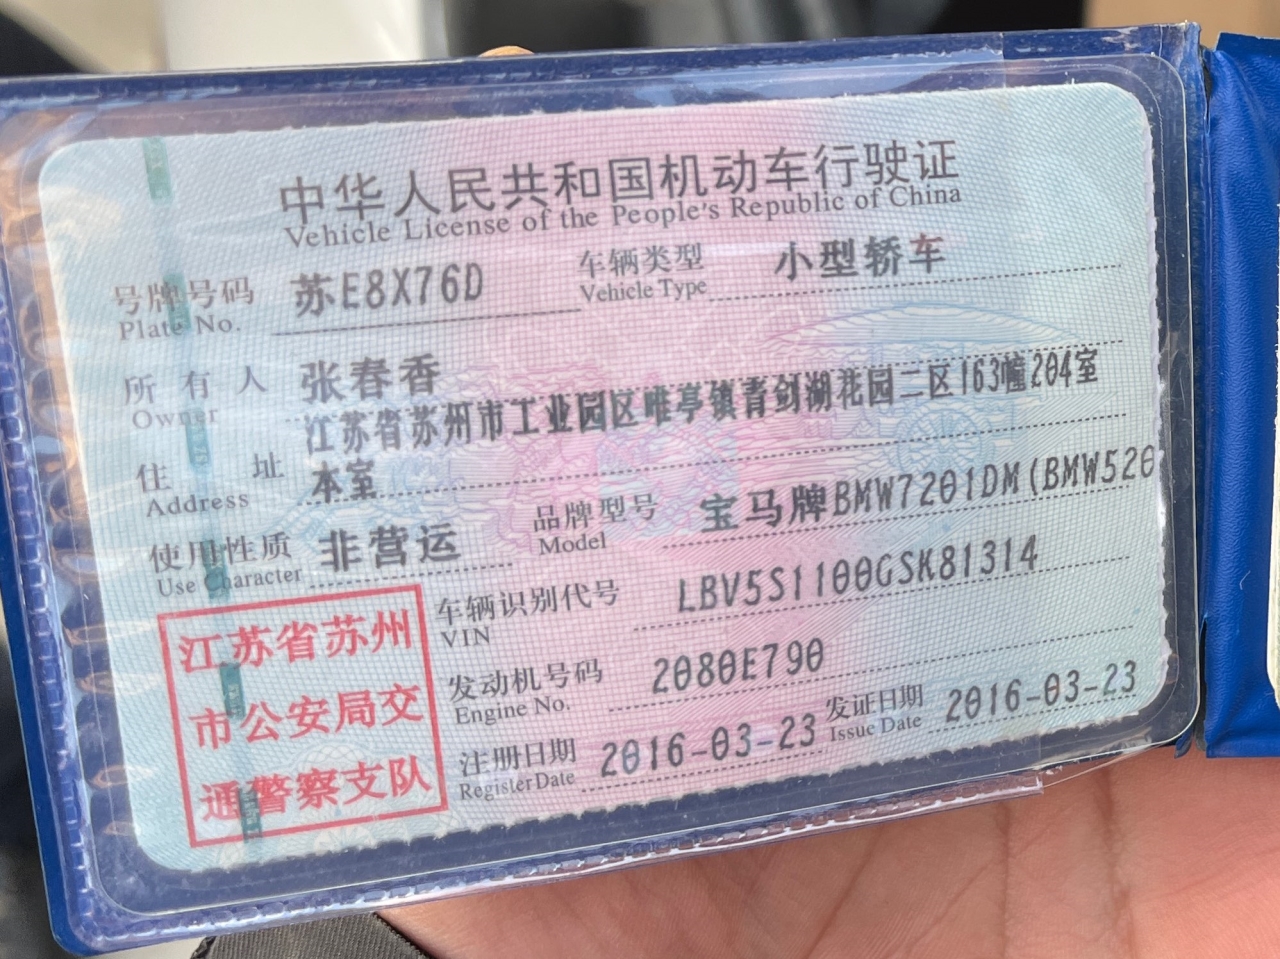 中华人民共和国机动车行驶证
Vehicle License of the People's Republic of China
号牌号码 苏E8X76D 车辆类型 小型轿车
Plate No. Vehicle Type
所有人 张春香
Owner
江苏省苏州市工业园区唯亭镇青剑湖花园二区163幢204室
住址 本室
Address
使用性质 非营运 品牌型号 宝马牌BMW7201DM(BMW520
Use Character Model
车辆识别代号 LBV5S1100GSK81314
VIN
发动机号码 2080E790
Engine No.
注册日期 2016-03-23 发证日期 2016-03-23
Register Date Issue Date
江苏省苏州
市公安局交
通警察支队